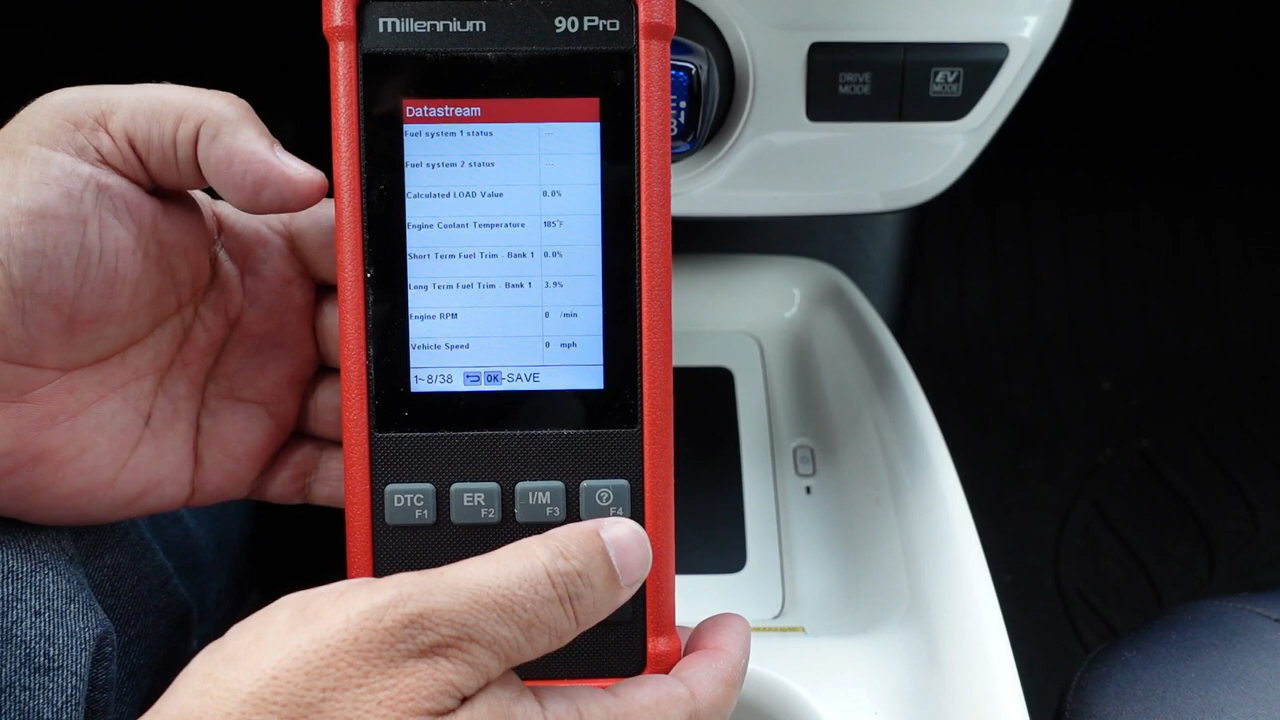 Millennium 90 Pro
Datastream
Fuel system 1 status ---
Fuel system 2 status ---
Calculated LOAD Value 0.0%
Engine Coolant Temperature 185°F
Short Term Fuel Trim - Bank 1 0.0%
Long Term Fuel Trim - Bank 1 3.9%
Engine RPM 0 /min
Vehicle Speed 0 mph
1~8/38 OK-SAVE
DTC F1
ER F2
I/M F3
? F4
DRIVE MODE
EV MODE